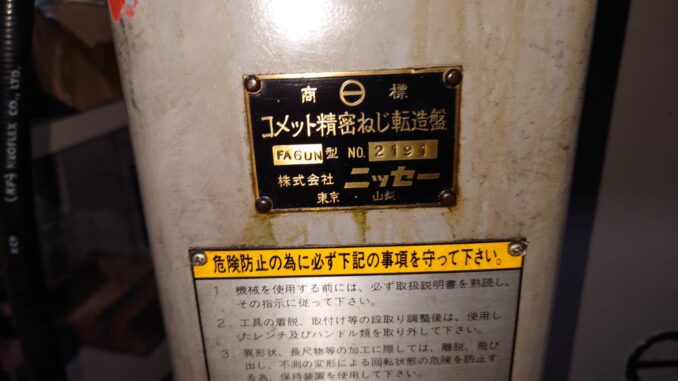 商 標
コメット精密ねじ転造盤
FA6UN型 NO. 2191
株式会社 ニッセー
東京・山梨
危険防止の為に必ず下記の事項を守って下さい。
1. 機械を使用する前には、必ず取扱説明書を熟読し、
その指示に従って下さい。
2. 工具の着脱、取付け等の段取り調整後は、使用し
たレンチ及びハンドル類を取り外して下さい。
3. 異形状、長尺物等の加工に際しては、離脱、飛び
出し、不測の変形による回転状態の危険を防止す
る為、保持装置を使用して下さい。
KROFLEX CO., LTD.